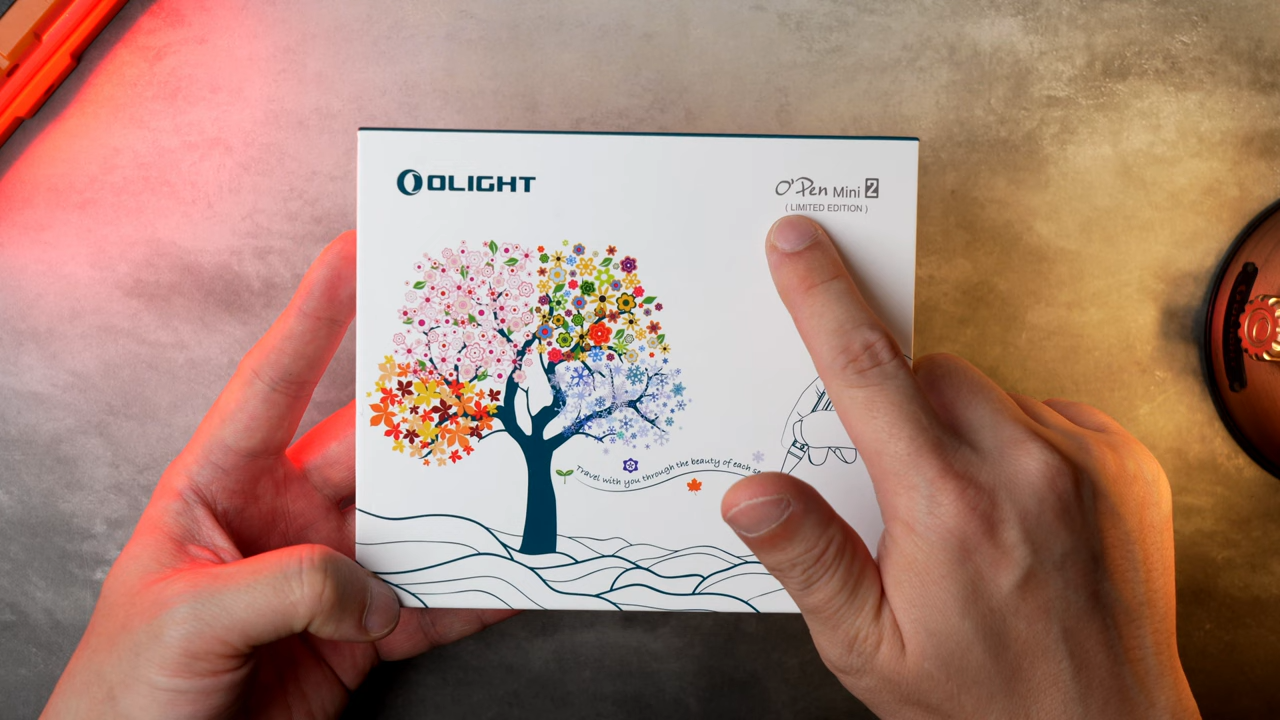 OLIGHT
O'Pen Mini 2
( LIMITED EDITION )
Travel with you through the beauty of each